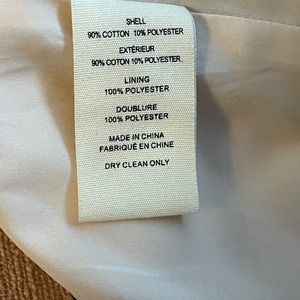 SHELL
90% COTTON 10% POLYESTER
EXTÉRIEUR
90% COTTON 10% POLYESTER.
LINING
100% POLYESTER
DOUBLURE
100% POLYESTER
MADE IN CHINA
FABRIQUÉ EN CHINE
DRY CLEAN ONLY